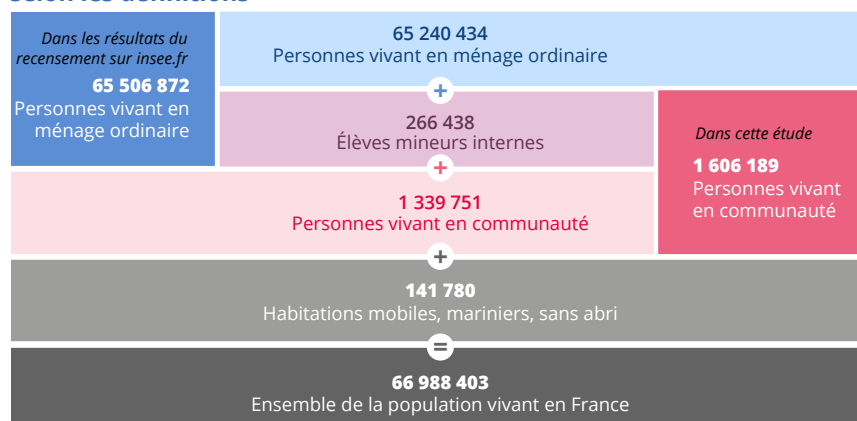 selon les définitions
Dans les résultats du
recensement sur insee.fr
65 506 872
Personnes vivant en
ménage ordinaire
65 240 434
Personnes vivant en ménage ordinaire
+
266 438
Élèves mineurs internes
+
Dans cette étude
1 606 189
Personnes vivant
en communauté
1 339 751
Personnes vivant en communauté
+
141 780
Habitations mobiles, mariniers, sans abri
=
66 988 403
Ensemble de la population vivant en France